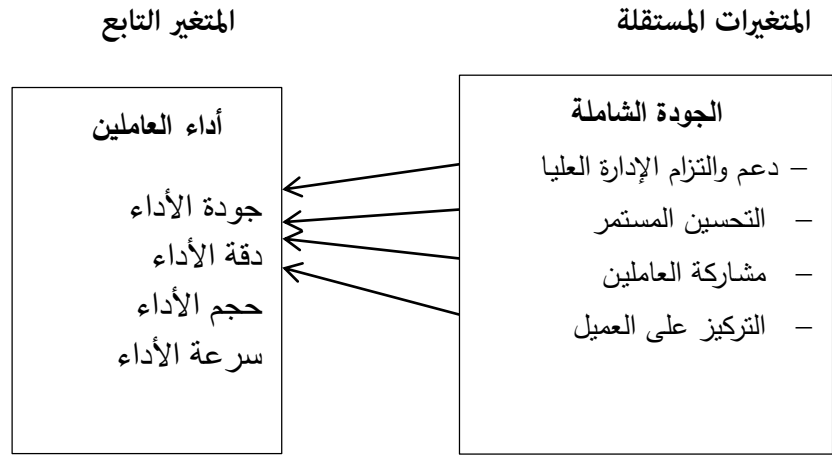 المتغيرات المستقلة
المتغير التابع
الجودة الشاملة
– دعم والتزام الإدارة العليا
– التحسين المستمر
– مشاركة العاملين
– التركيز على العميل
أداء العاملين
جودة الأداء
دقة الأداء
حجم الأداء
سرعة الأداء